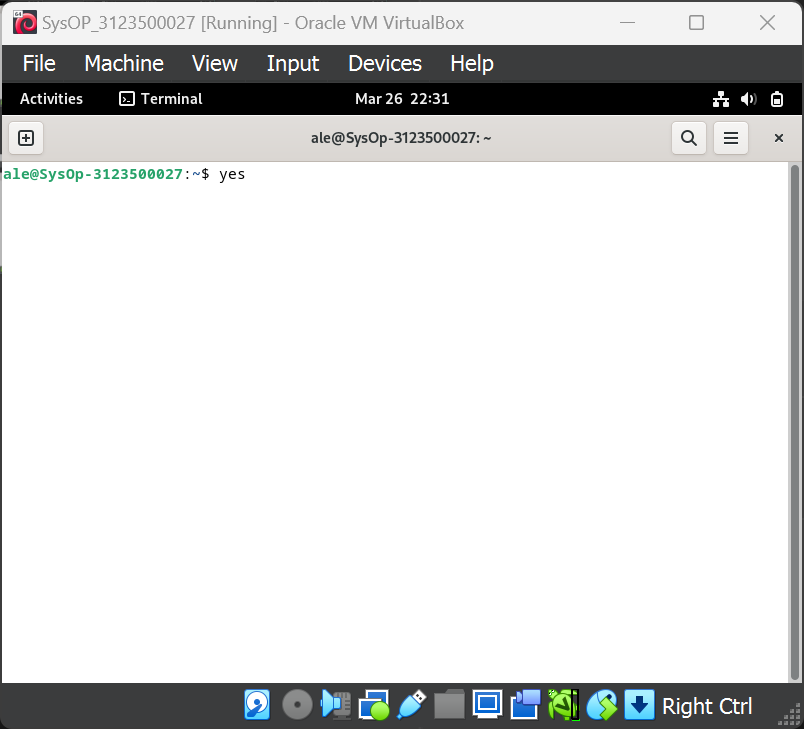 64
SysOP_3123500027 [Running] - Oracle VM VirtualBox
File Machine View Input Devices Help
Activities Terminal Mar 26 22:31
ale@SysOp-3123500027: ~
ale@SysOp-3123500027:~$ yes
Right Ctrl